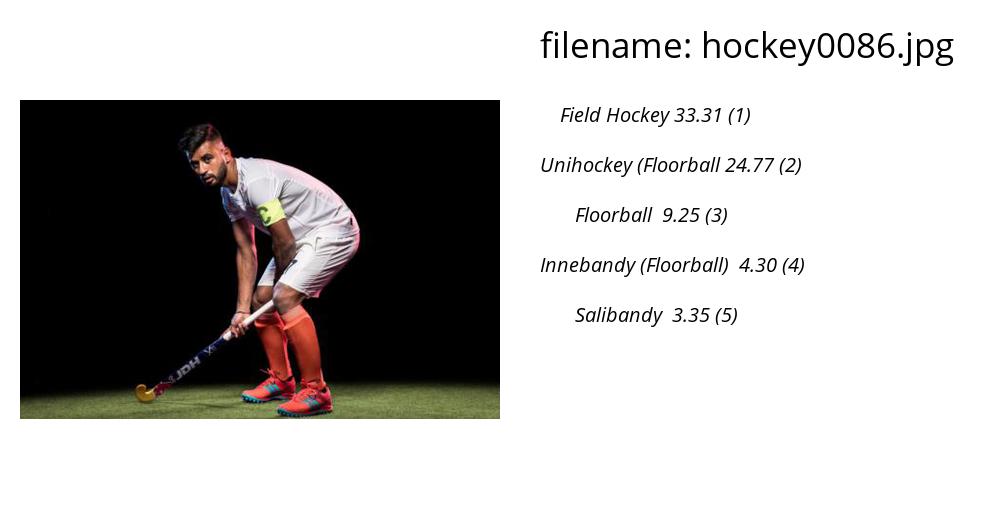 filename: hockey0086.jpg
Field Hockey 33.31 (1)
Unihockey (Floorball 24.77 (2)
Floorball 9.25 (3)
Innebandy (Floorball) 4.30 (4)
Salibandy 3.35 (5)
C
JDH